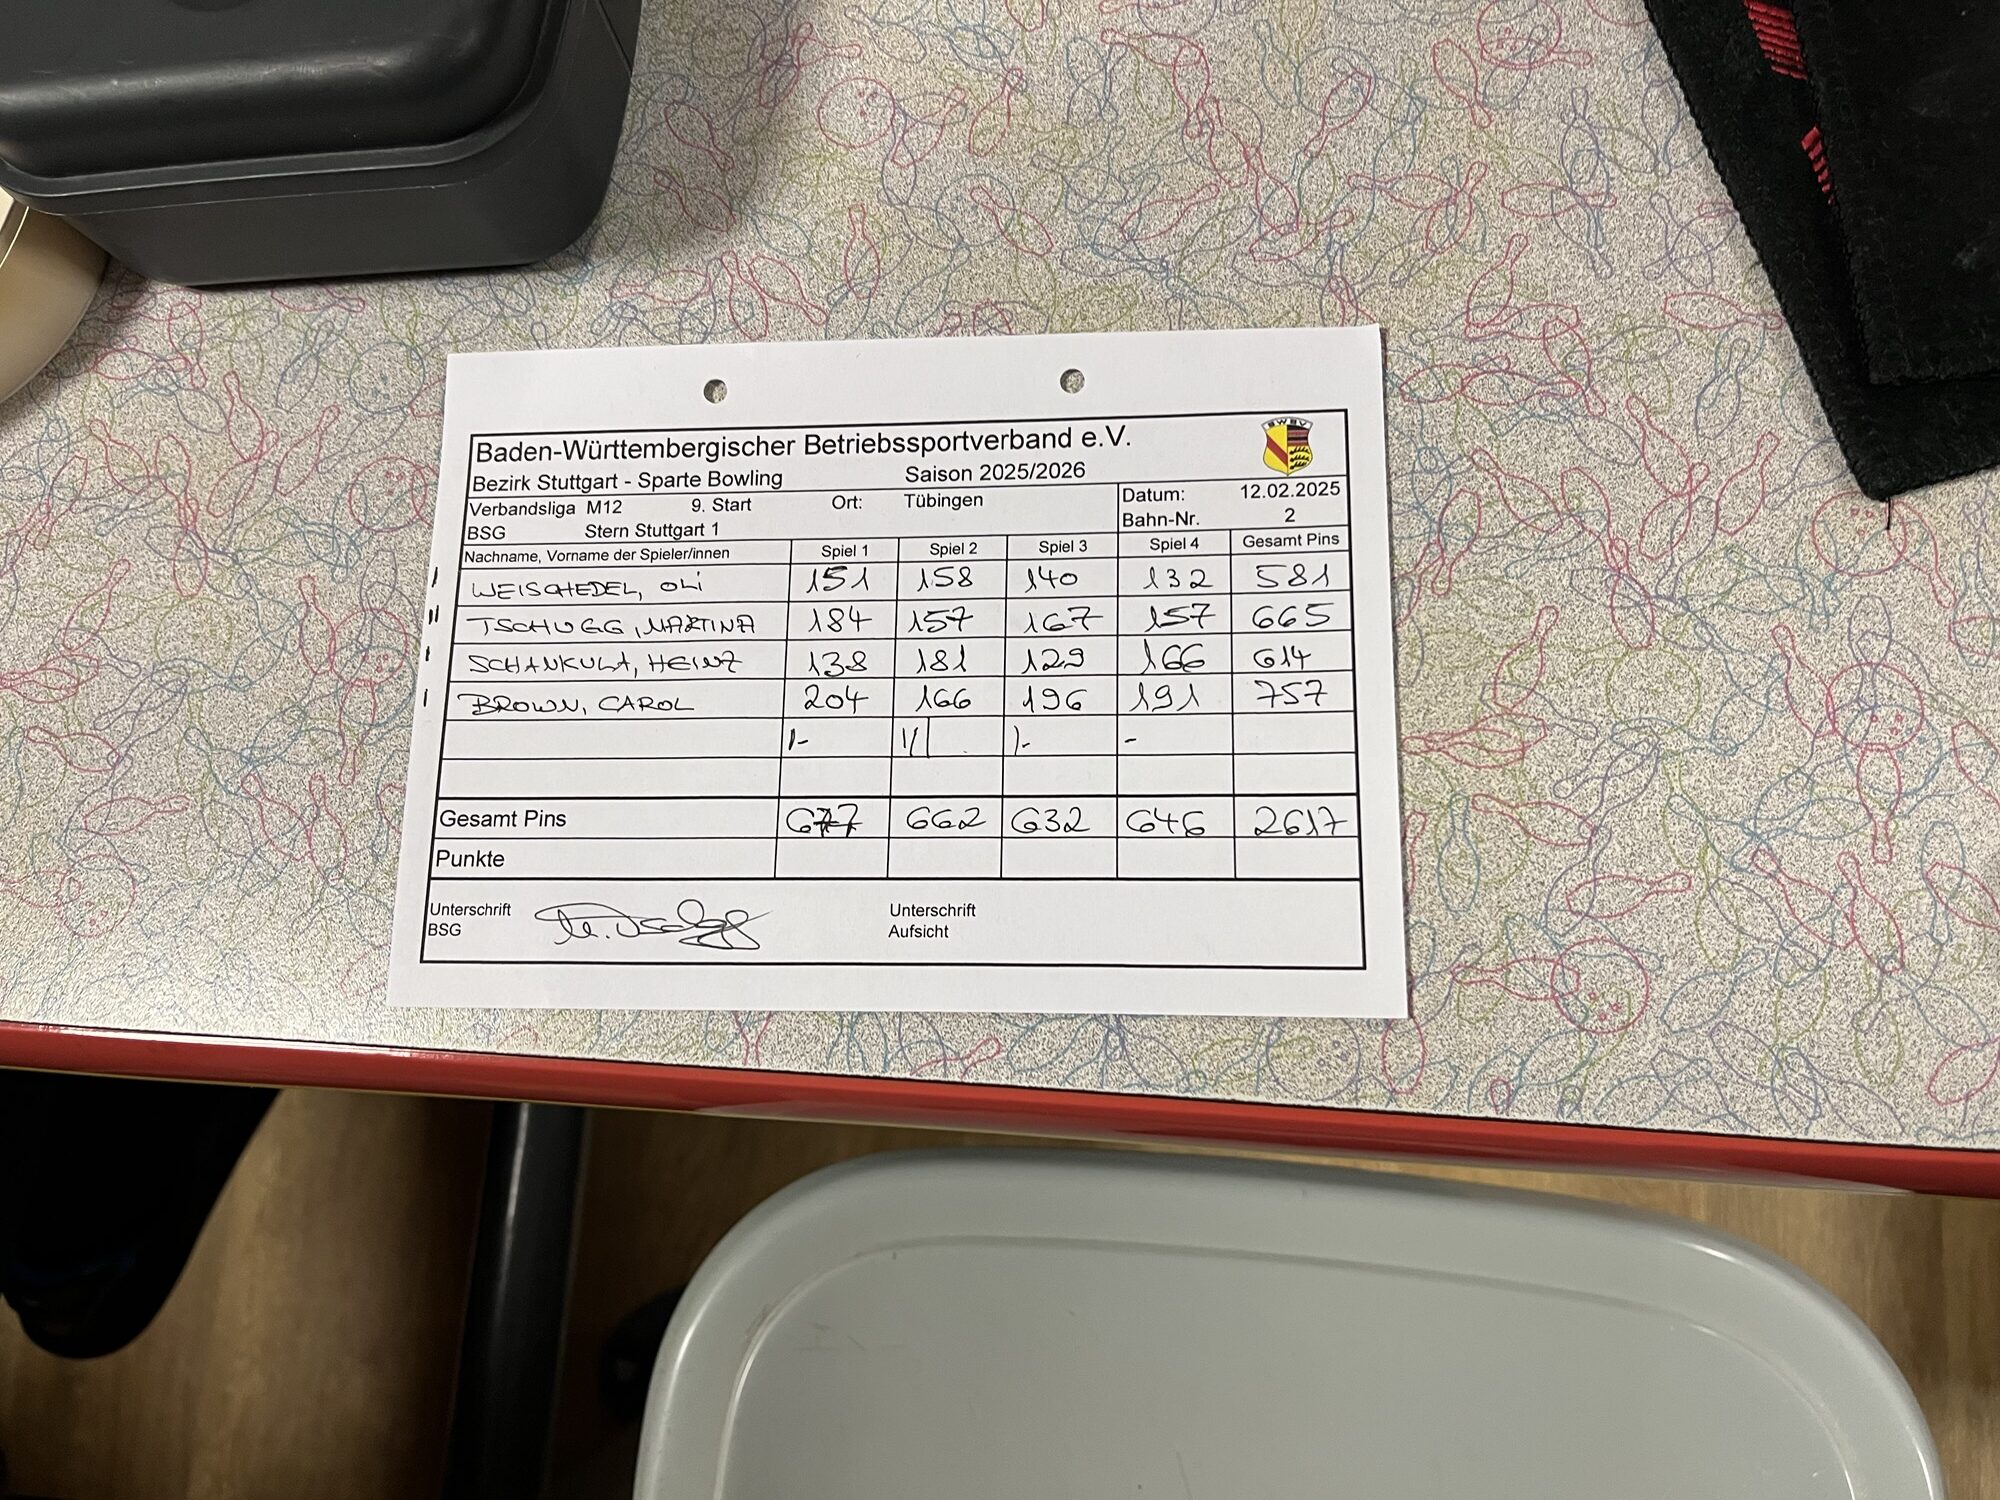 Baden-Württembergischer Betriebssportverband e.V.
BWBV
Bezirk Stuttgart - Sparte Bowling Saison 2025/2026
Verbandsliga M12 9. Start Ort: Tübingen Datum: 12.02.2025
BSG Stern Stuttgart 1 Bahn-Nr. 2
Nachname, Vorname der Spieler/innen Spiel 1 Spiel 2 Spiel 3 Spiel 4 Gesamt Pins
WEISCHEDEL, OLI 151 158 140 132 581
TSCHUGG, MARTINA 184 157 167 157 665
SCHANKULA, HEINZ 138 181 129 166 614
BROWN, CAROL 204 166 196 191 757
Gesamt Pins 677 662 632 646 2617
Punkte
Unterschrift BSG
Unterschrift Aufsicht